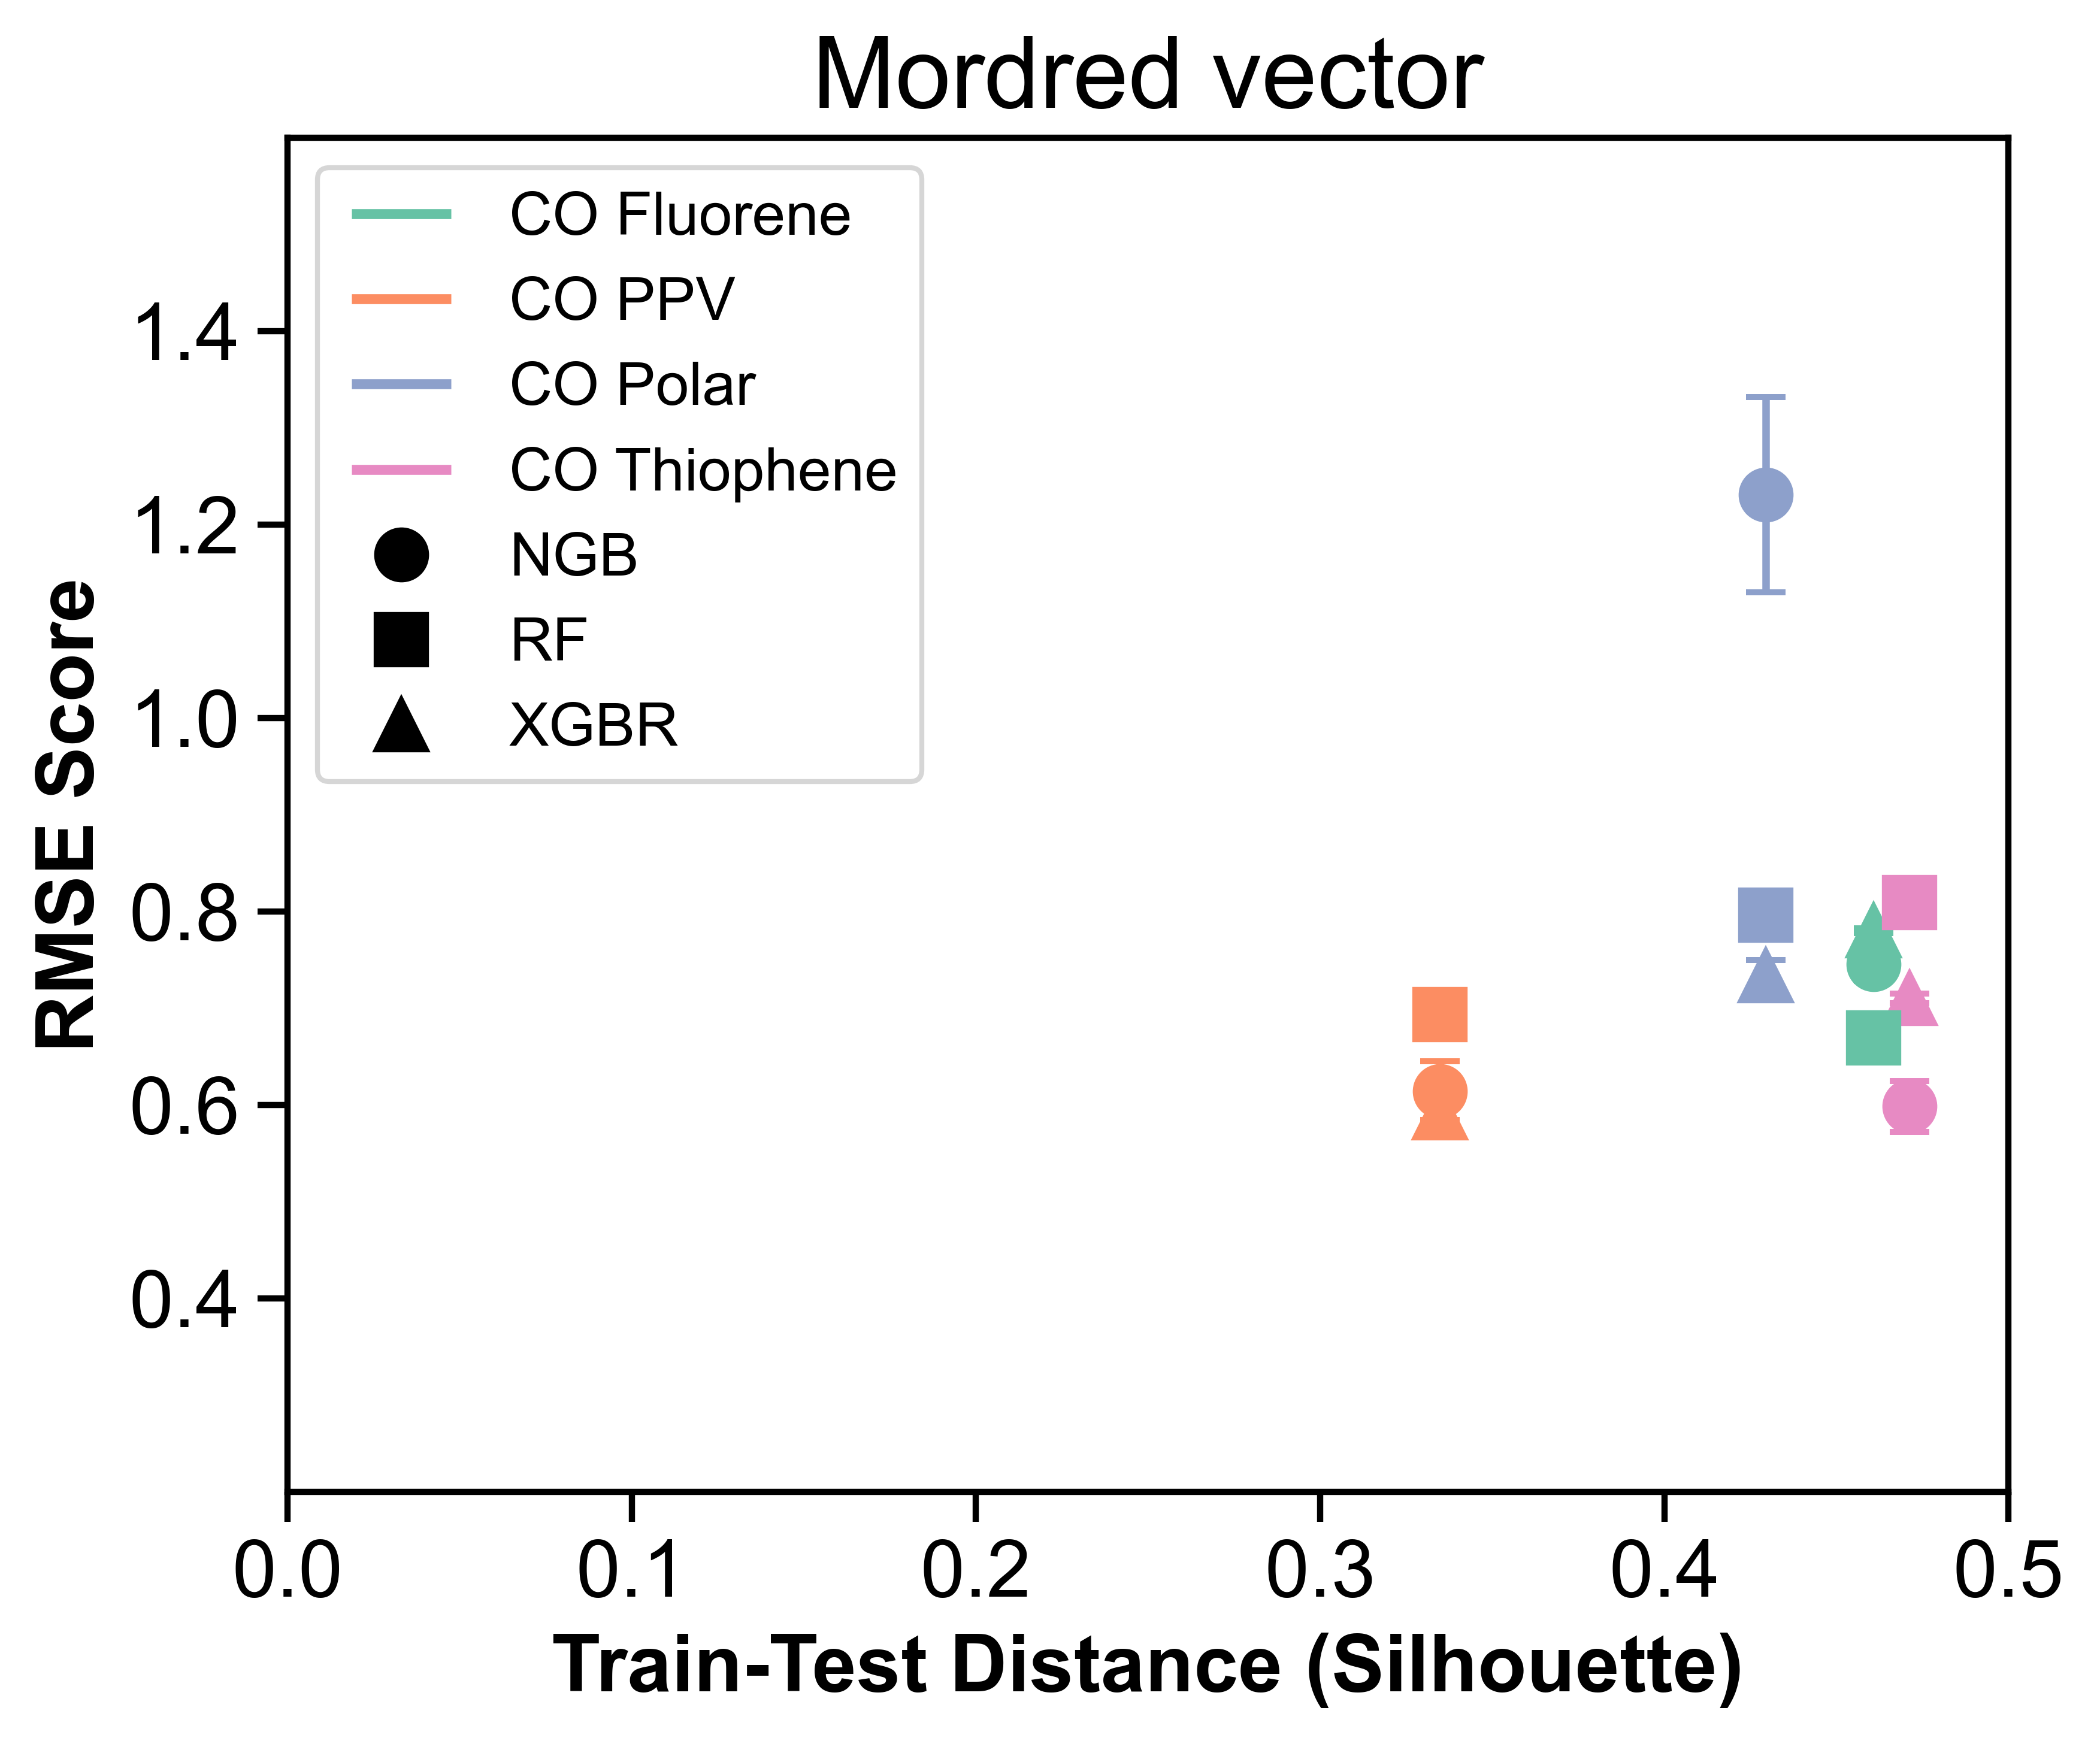 Mordred vector
CO Fluorene
CO PPV
CO Polar
CO Thiophene
NGB
RF
XGBR
1.4
1.2
1.0
0.8
0.6
0.4
RMSE Score
0.0 0.1 0.2 0.3 0.4 0.5
Train-Test Distance (Silhouette)